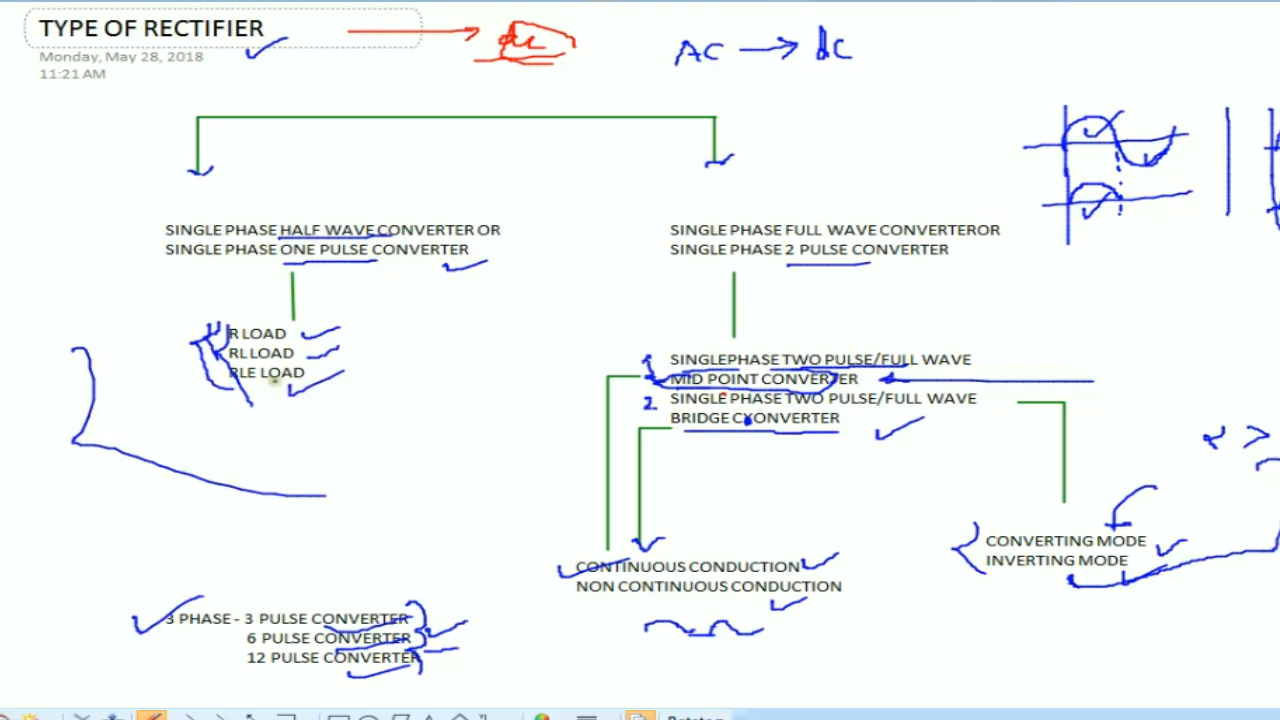 TYPE OF RECTIFIER
dc
AC → dC
Monday, May 28, 2018
11:21 AM
SINGLE PHASE HALF WAVE CONVERTER OR
SINGLE PHASE ONE PULSE CONVERTER
SINGLE PHASE FULL WAVE CONVERTEROR
SINGLE PHASE 2 PULSE CONVERTER
R LOAD
RL LOAD
RLE LOAD
1 SINGLEPHASE TWO PULSE/FULL WAVE
MID POINT CONVERTER
2 SINGLE PHASE TWO PULSE/FULL WAVE
BRIDGE CXONVERTER
α >
CONVERTING MODE
INVERTING MODE
CONTINUOUS CONDUCTION
NON CONTINUOUS CONDUCTION
3 PHASE - 3 PULSE CONVERTER
6 PULSE CONVERTER
12 PULSE CONVERTER